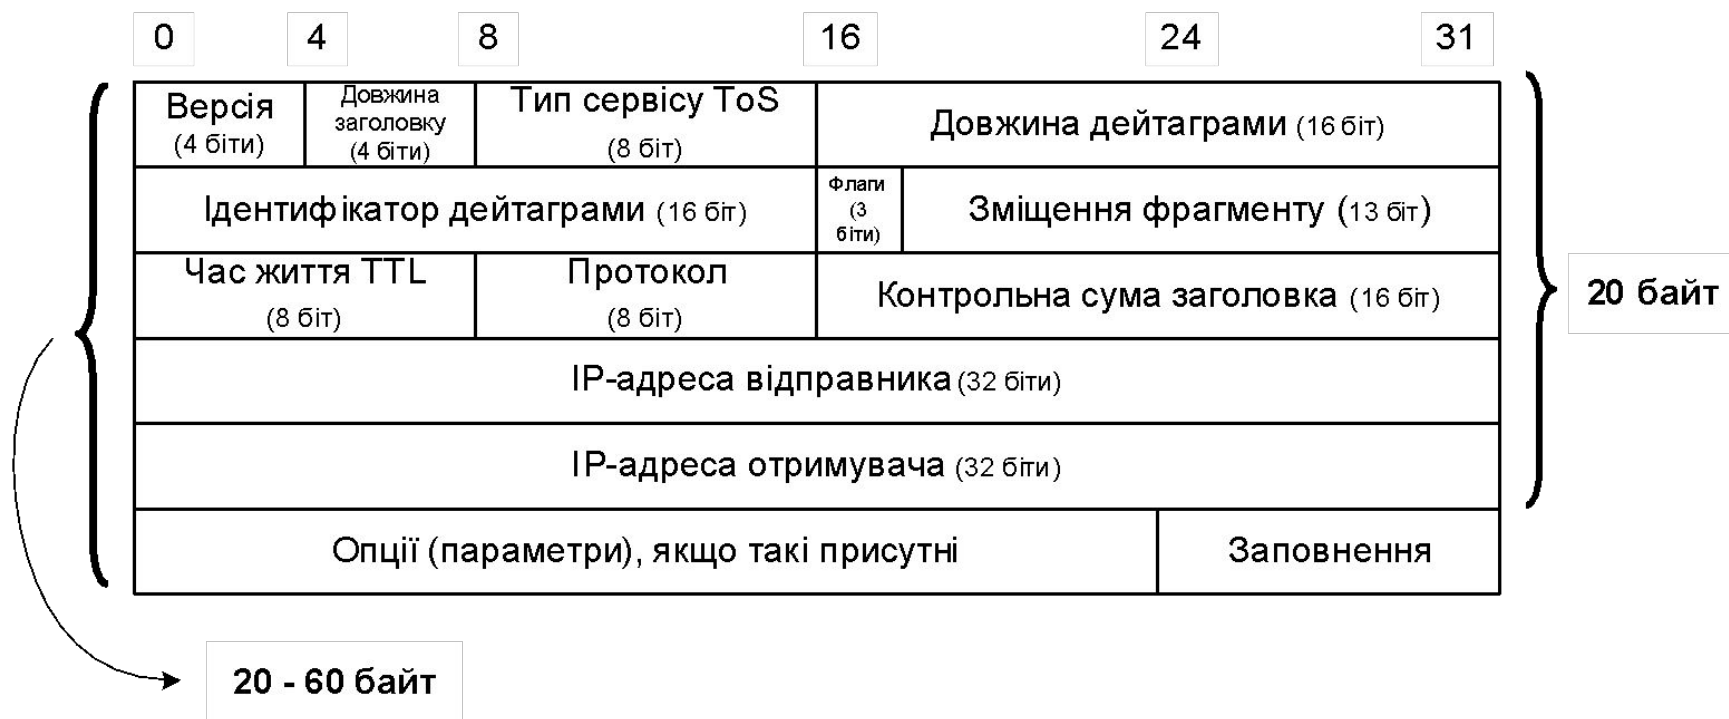 0 4 8 16 24 31
Версія
(4 біти)
Довжина
заголовку
(4 біти)
Тип сервісу ToS
(8 біт)
Довжина дейтаграми (16 біт)
Ідентифікатор дейтаграми (16 біт)
Флаги
(3
біти)
Зміщення фрагменту (13 біт)
Час життя TTL
(8 біт)
Протокол
(8 біт)
Контрольна сума заголовка (16 біт)
20 байт
IP-адреса відправника (32 біти)
IP-адреса отримувача (32 біти)
Опції (параметри), якщо такі присутні
Заповнення
20 - 60 байт